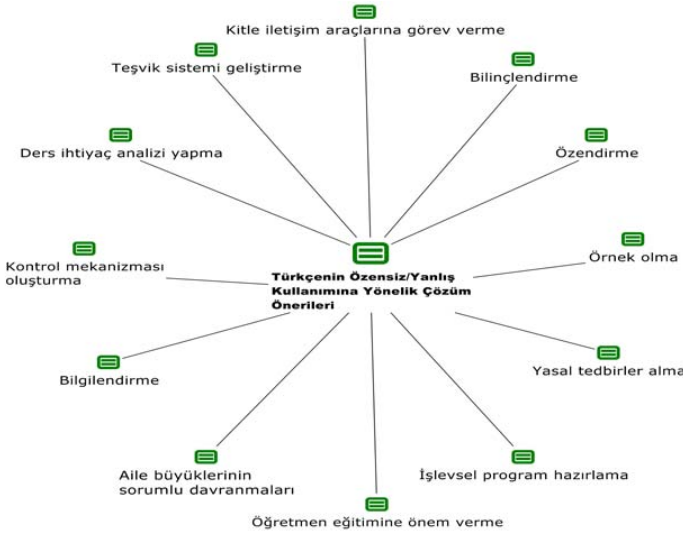 Kitle iletişim araçlarına görev verme
Teşvik sistemi geliştirme
Bilinçlendirme
Ders ihtiyaç analizi yapma
Özendirme
Kontrol mekanizması
oluşturma
Türkçenin Özensiz/Yanlış
Kullanımına Yönelik Çözüm
Önerileri
Örnek olma
Bilgilendirme
Yasal tedbirler alma
Aile büyüklerinin
sorumlu davranmaları
İşlevsel program hazırlama
Öğretmen eğitimine önem verme